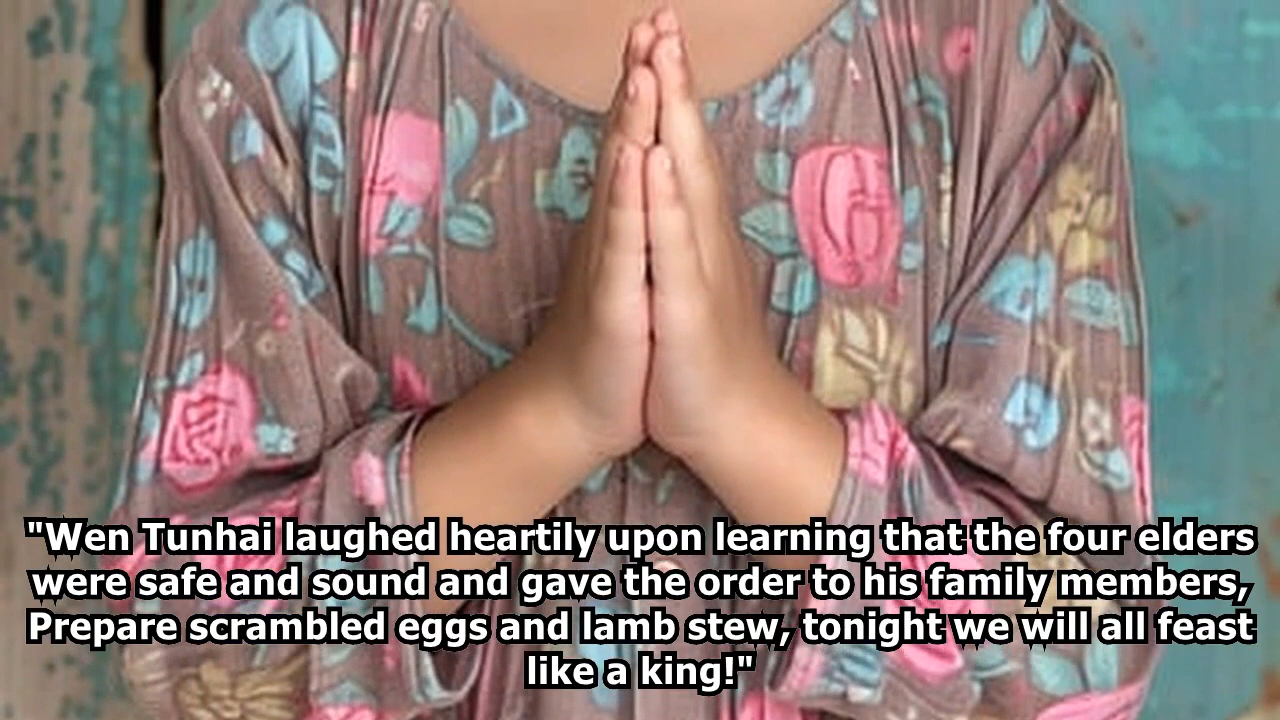 "Wen Tunhai laughed heartily upon learning that the four elders
were safe and sound and gave the order to his family members,
Prepare scrambled eggs and lamb stew, tonight we will all feast
like a king!"